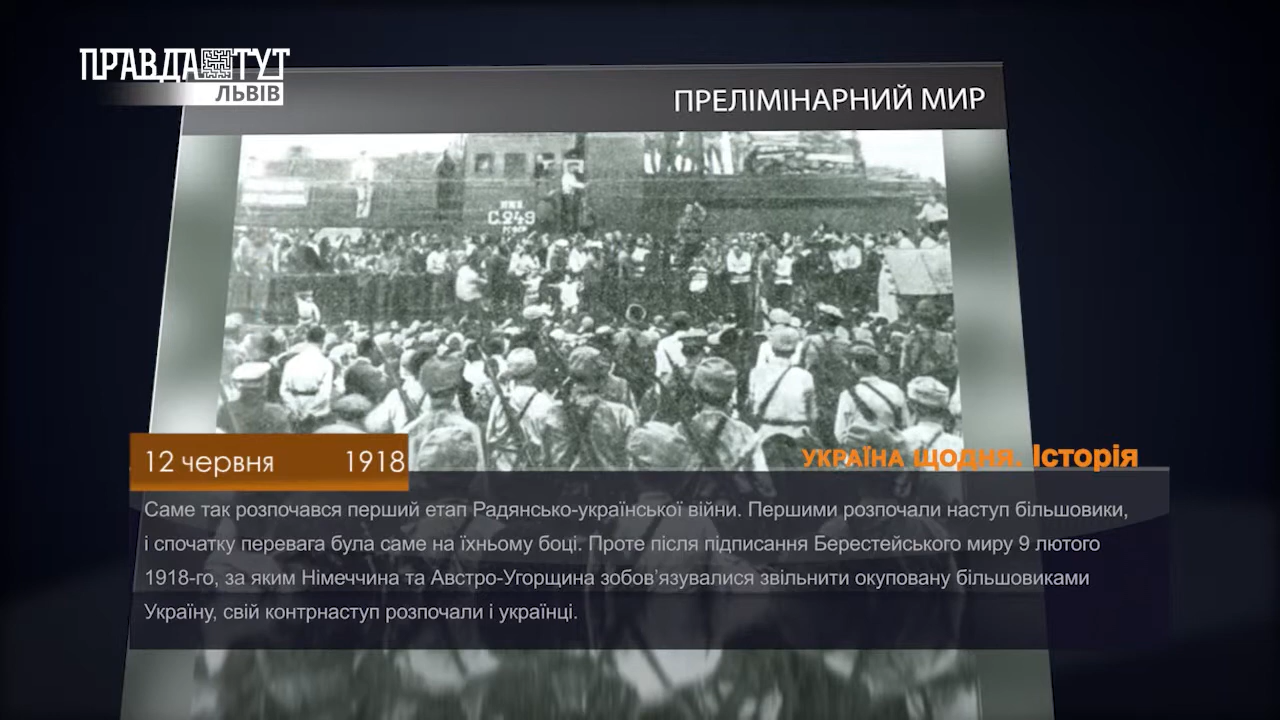 ПРАВДА ТУТ
ЛЬВІВ
ПРЕЛІМІНАРНИЙ МИР
С.249
12 червня 1918
УКРАЇНА ЩОДНЯ. Історія
Саме так розпочався перший етап Радянсько-української війни. Першими розпочали наступ більшовики,
і спочатку перевага була саме на їхньому боці. Проте після підписання Берестейського миру 9 лютого
1918-го, за яким Німеччина та Австро-Угорщина зобов’язувалися звільнити окуповану більшовиками
Україну, свій контрнаступ розпочали і українці.